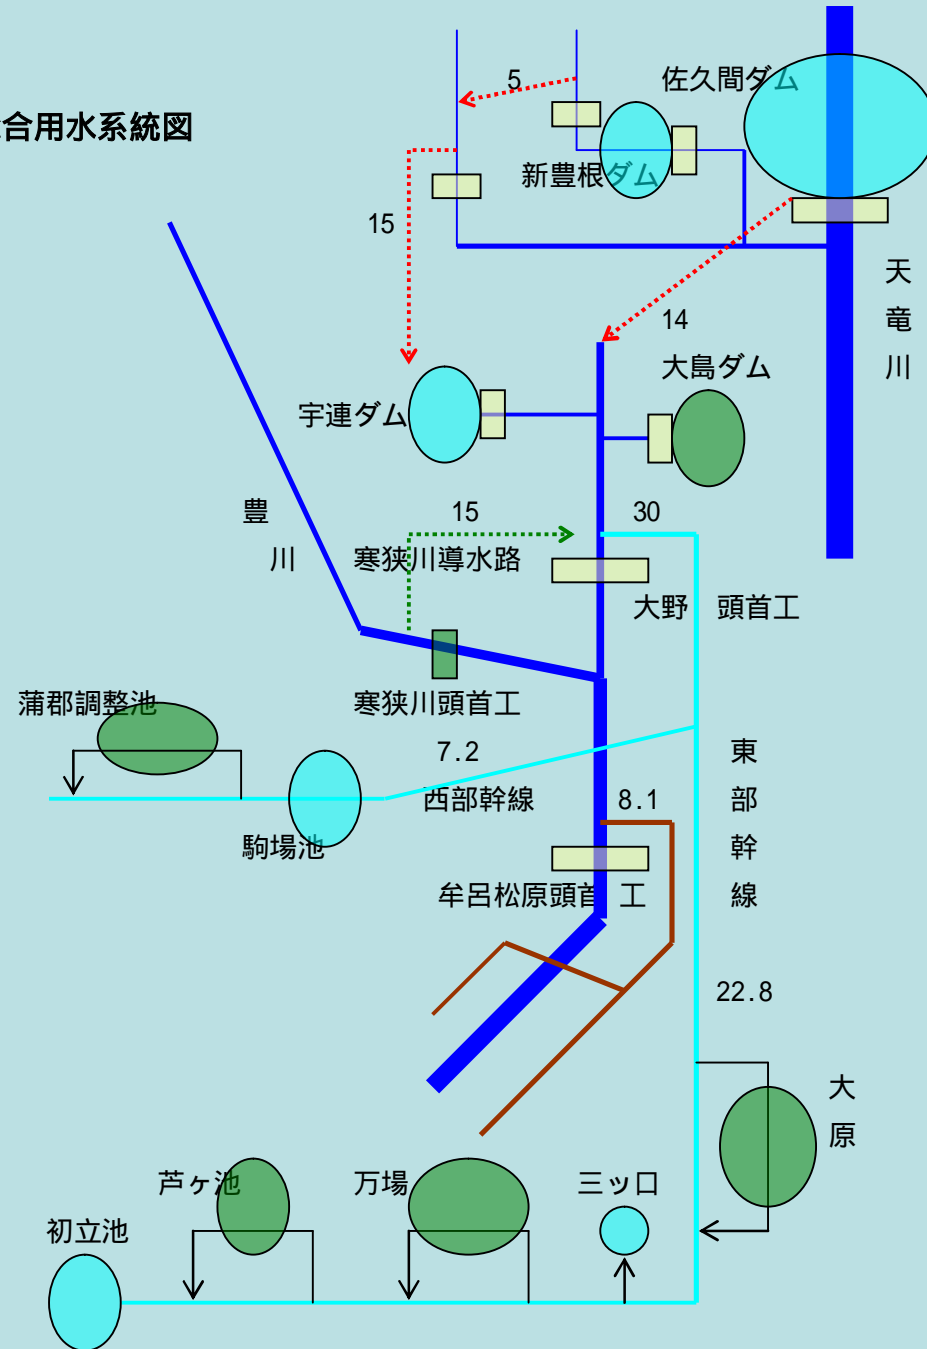 合用水系統図
5
佐久間ダム
新豊根ダム
15
天竜川
14
大島ダム
宇連ダム
豊川
15
30
寒狭川導水路
大野 頭首工
寒狭川頭首工
蒲郡調整池
7.2
西部幹線
8.1
東部幹線
駒場池
牟呂松原頭首工
22.8
大原
芦ヶ池
万場
三ッ口
初立池